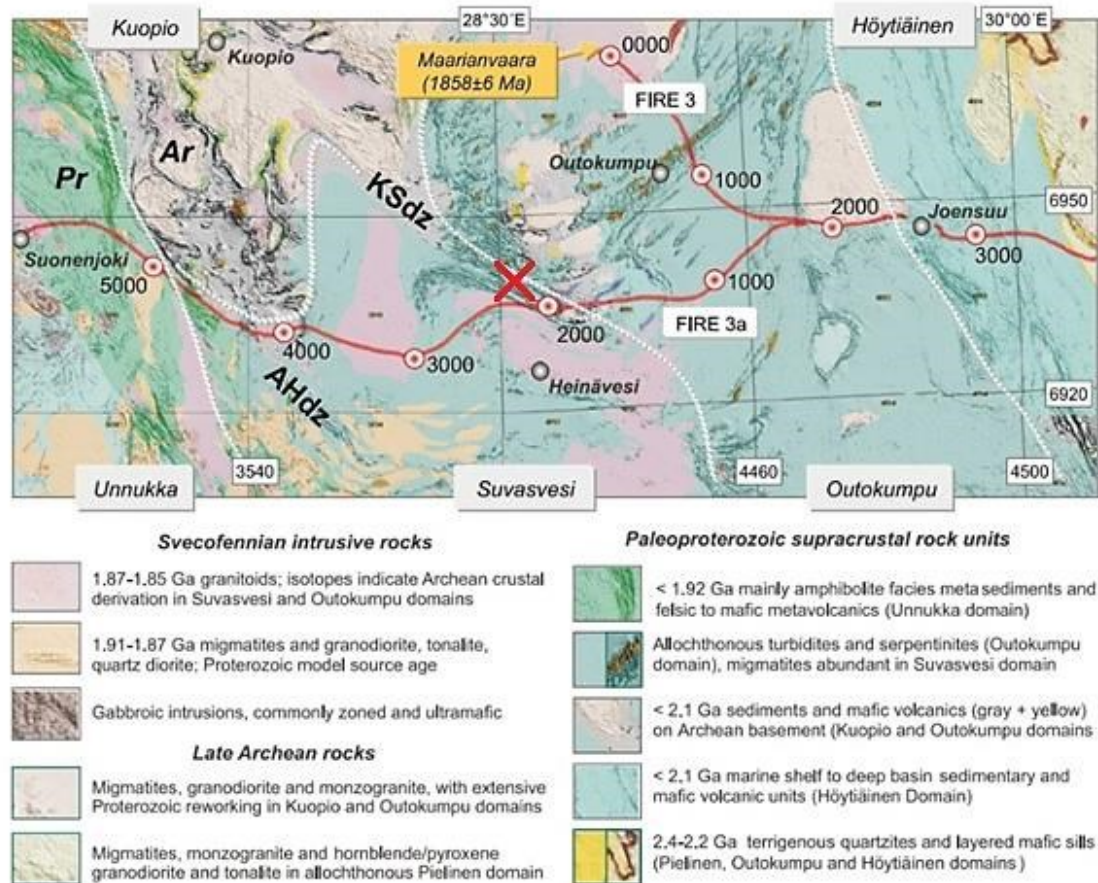 Kuopio
28°30´E
Höytiäinen
30°00´E
Kuopio
Maarianvaara
(1858±6 Ma)
0000
FIRE 3
Ar
Pr
KSdz
Outokumpu
1000
6950
2000
Joensuu
3000
Suonenjoki
5000
1000
2000
FIRE 3a
4000
3000
AHdz
Heinävesi
6920
Unnukka
3540
Suvasvesi
4460
Outokumpu
4500
Svecofennian intrusive rocks
1.87-1.85 Ga granitoids; isotopes indicate Archean crustal
derivation in Suvasvesi and Outokumpu domains
1.91-1.87 Ga migmatites and granodiorite, tonalite,
quartz diorite; Proterozoic model source age
Gabbroic intrusions, commonly zoned and ultramafic
Late Archean rocks
Migmatites, granodiorite and monzogranite, with extensive
Proterozoic reworking in Kuopio and Outokumpu domains
Migmatites, monzogranite and hornblende/pyroxene
granodiorite and tonalite in allochthonous Pielinen domain
Paleoproterozoic supracrustal rock units
< 1.92 Ga mainly amphibolite facies metasediments and
felsic to mafic metavolcanics (Unnukka domain)
Allochthonous turbidites and serpentinites (Outokumpu
domain), migmatites abundant in Suvasvesi domain
< 2,1 Ga sediments and mafic volcanics (gray + yellow)
on Archean basement (Kuopio and Outokumpu domains
< 2,1 Ga marine shelf to deep basin sedimentary and
mafic volcanic units (Höytiäinen Domain)
2.4-2.2 Ga terrigenous quartzites and layered mafic sills
(Pielinen, Outokumpu and Höytiäinen domains)